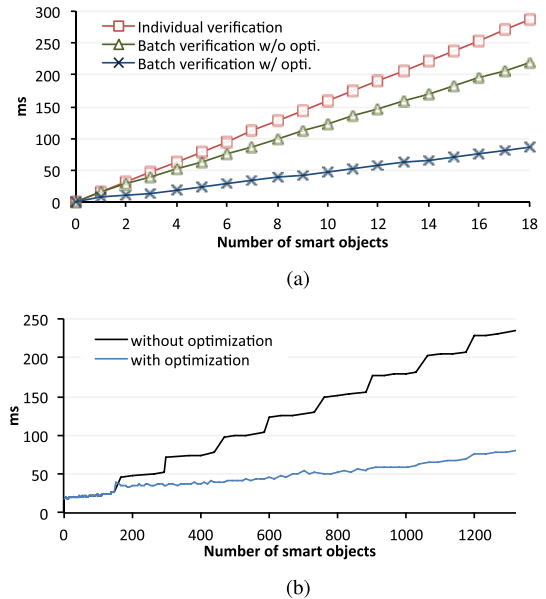 300
250
200
150
100
50
0
ms
Individual verification
Batch verification w/o opti.
Batch verification w/ opti.
0 2 4 6 8 10 12 14 16 18
Number of smart objects
(a)
250
200
150
100
50
0
ms
without optimization
with optimization
0 200 400 600 800 1000 1200
Number of smart objects
(b)